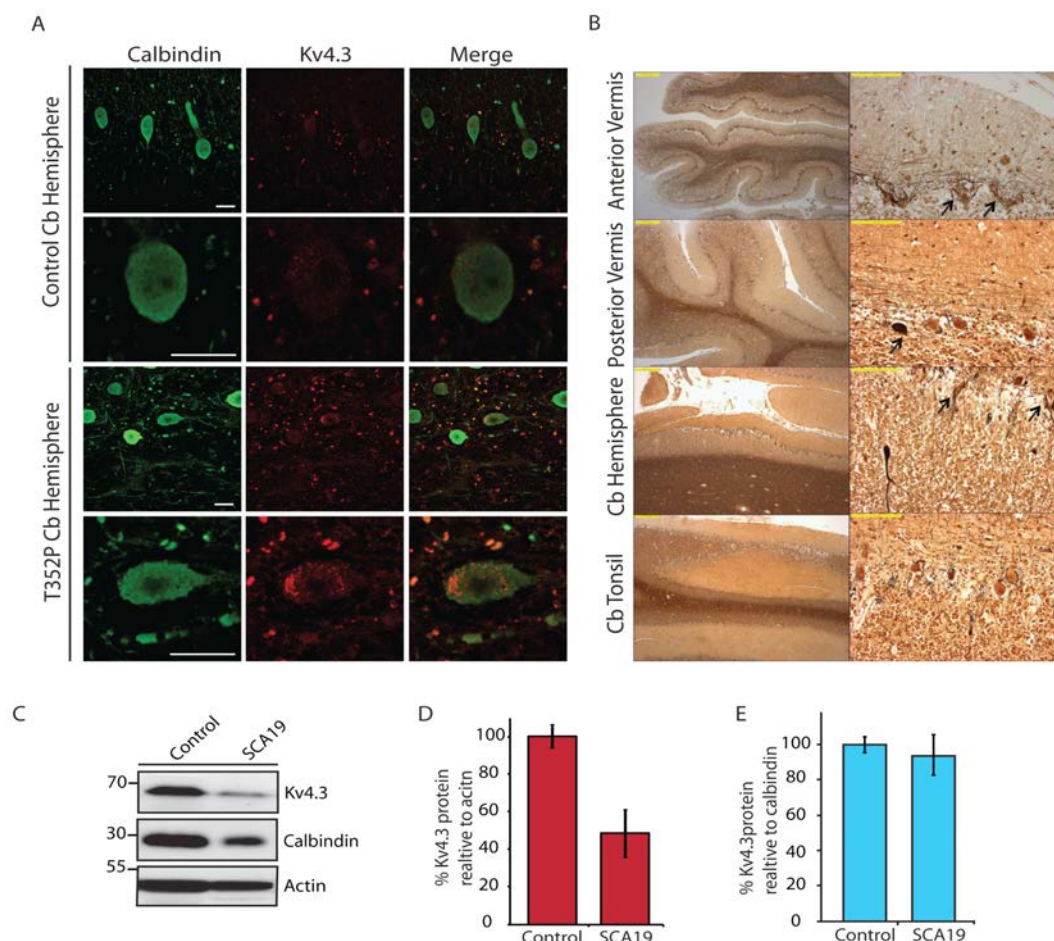 A
Calbindin Kv4.3 Merge
Control Cb Hemisphere
T352P Cb Hemisphere
B
Anterior Vermis
Posterior Vermis
Cb Hemisphere
Cb Tonsil
C
Control SCA19
70
Kv4.3
30
Calbindin
55
Actin
D
% Kv4.3 protein
realtive to acitn
100
80
60
40
20
0
Control SCA19
E
% Kv4.3protein
realtive to calbindin
100
80
60
40
20
0
Control SCA19